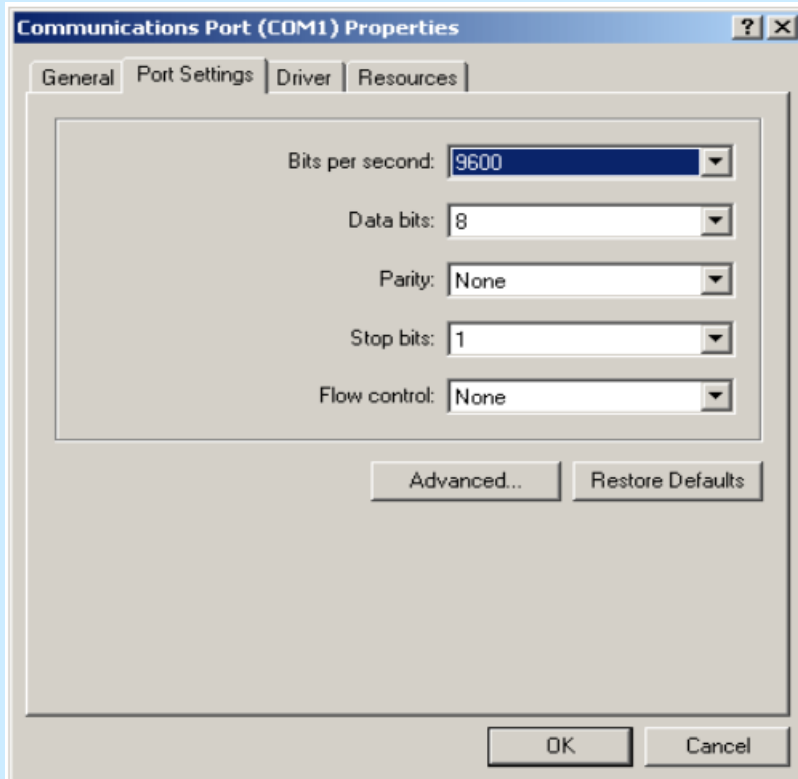 Communications Port (COM1) Properties
General Port Settings Driver Resources
Bits per second: 9600
Data bits: 8
Parity: None
Stop bits: 1
Flow control: None
Advanced... Restore Defaults
OK Cancel